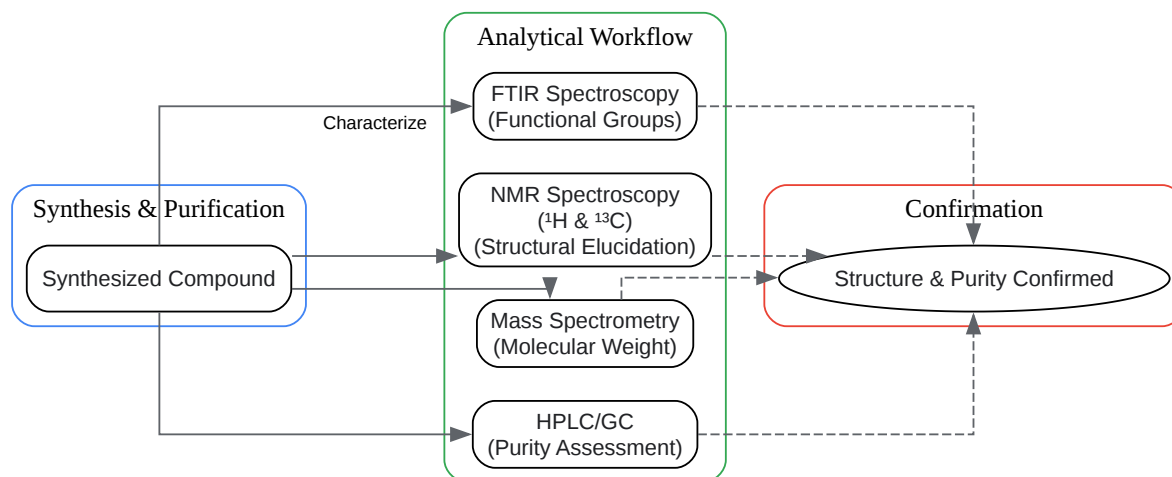 Analytical Workflow
FTIR Spectroscopy
(Functional Groups)
Characterize
NMR Spectroscopy
(¹H & ¹³C)
(Structural Elucidation)
Synthesis & Purification
Confirmation
Synthesized Compound
Structure & Purity Confirmed
Mass Spectrometry
(Molecular Weight)
HPLC/GC
(Purity Assessment)